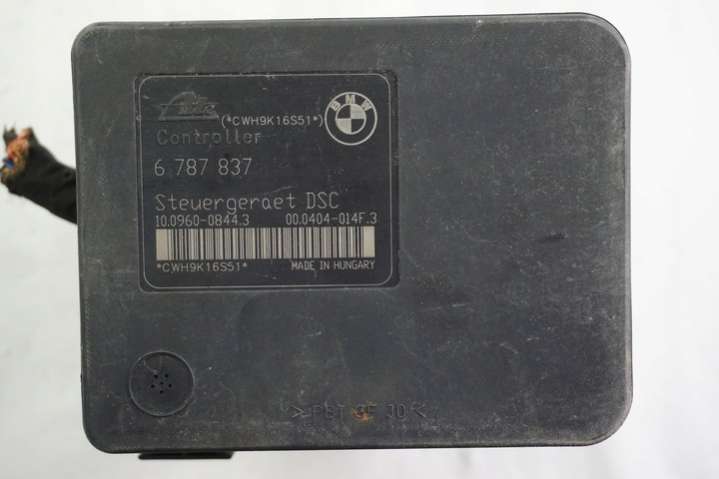 (*CWH9K16S51*)
BMW
Controller
6 787 837
Steuergeraet DSC
10.0960-0844.3 00.0404-014F.3
*CWH9K16S51* MADE IN HUNGARY
>PBT GF 30<